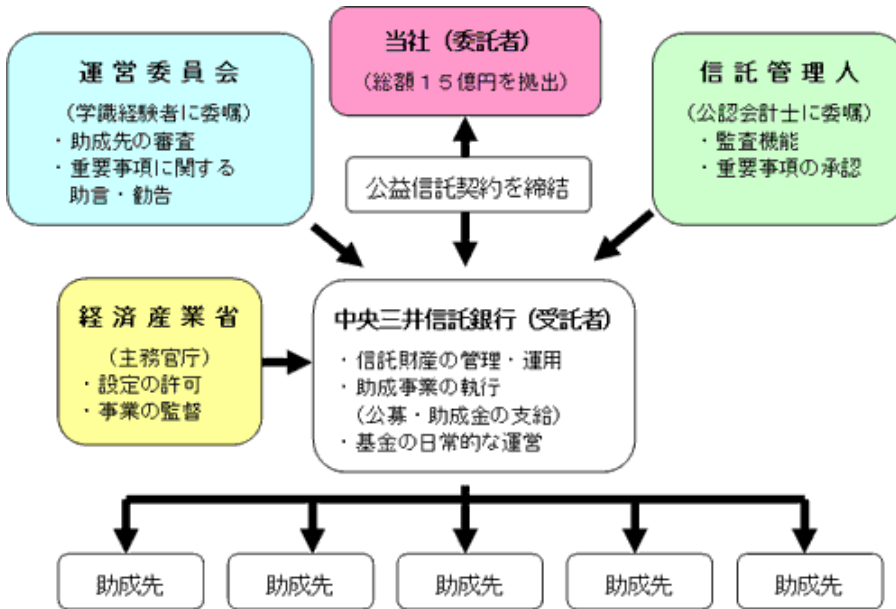 当社（委託者）
（総額１５億円を拠出）
運営委員会
（学識経験者に委嘱）
・助成先の審査
・重要事項に関する
助言・勧告
信託管理人
（公認会計士に委嘱）
・監査機能
・重要事項の承認
公益信託契約を締結
経済産業省
（主務官庁）
・設定の許可
・事業の監督
中央三井信託銀行（受託者）
・信託財産の管理・運用
・助成事業の執行
（公募・助成金の支給）
・基金の日常的な運営
助成先
助成先
助成先
助成先
助成先